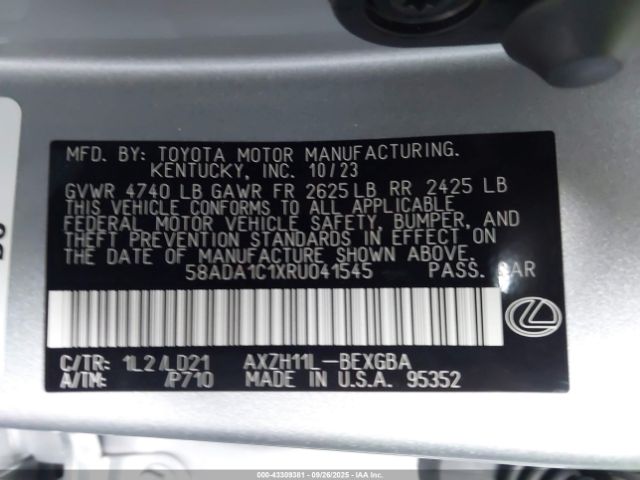 MFD. BY: TOYOTA MOTOR MANUFACTURING.
KENTUCKY, INC. 10/23
GVWR 4740 LB GAWR FR 2625 LB RR 2425 LB
THIS VEHICLE CONFORMS TO ALL APPLICABLE
FEDERAL MOTOR VEHICLE SAFETY, BUMPER, AND
THEFT PREVENTION STANDARDS IN EFFECT ON
THE DATE OF MANUFACTURE SHOWN ABOVE.
58ADA1C1XRU041545 PASS. CAR
C/TR: 1L2/LD21 AXZH11L-BEXGBA
A/TM: /P710 MADE IN U.S.A. 95352
000-43309361 - 09/26/2025 - IAAI.COM